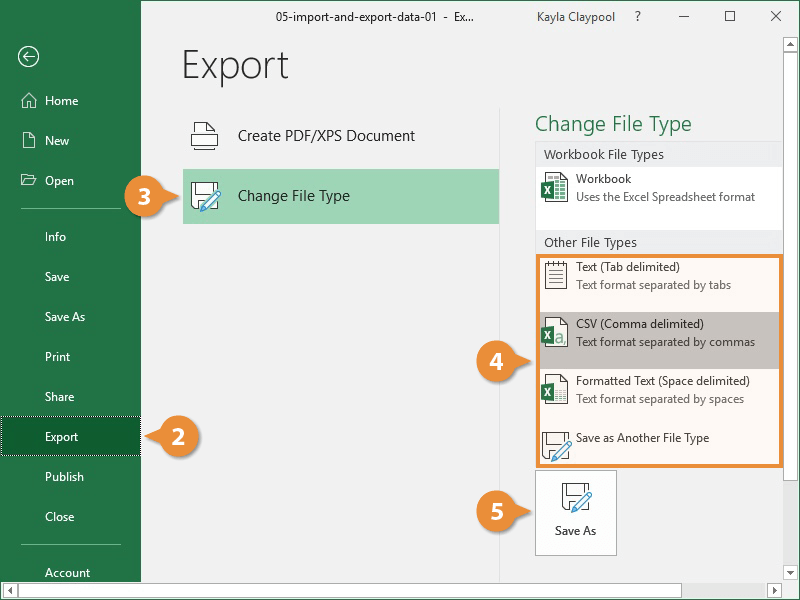 05-import-and-export-data-01 - Ex...
Kayla Claypool ?
Home
New
Open
Info
Save
Save As
Print
Share
Export
Publish
Close
Account
2
Export
Create PDF/XPS Document
3
Change File Type
Change File Type
Workbook File Types
Workbook
Uses the Excel Spreadsheet format
Other File Types
4
Text (Tab delimited)
Text format separated by tabs
CSV (Comma delimited)
Text format separated by commas
Formatted Text (Space delimited)
Text format separated by spaces
Save as Another File Type
5
Save As